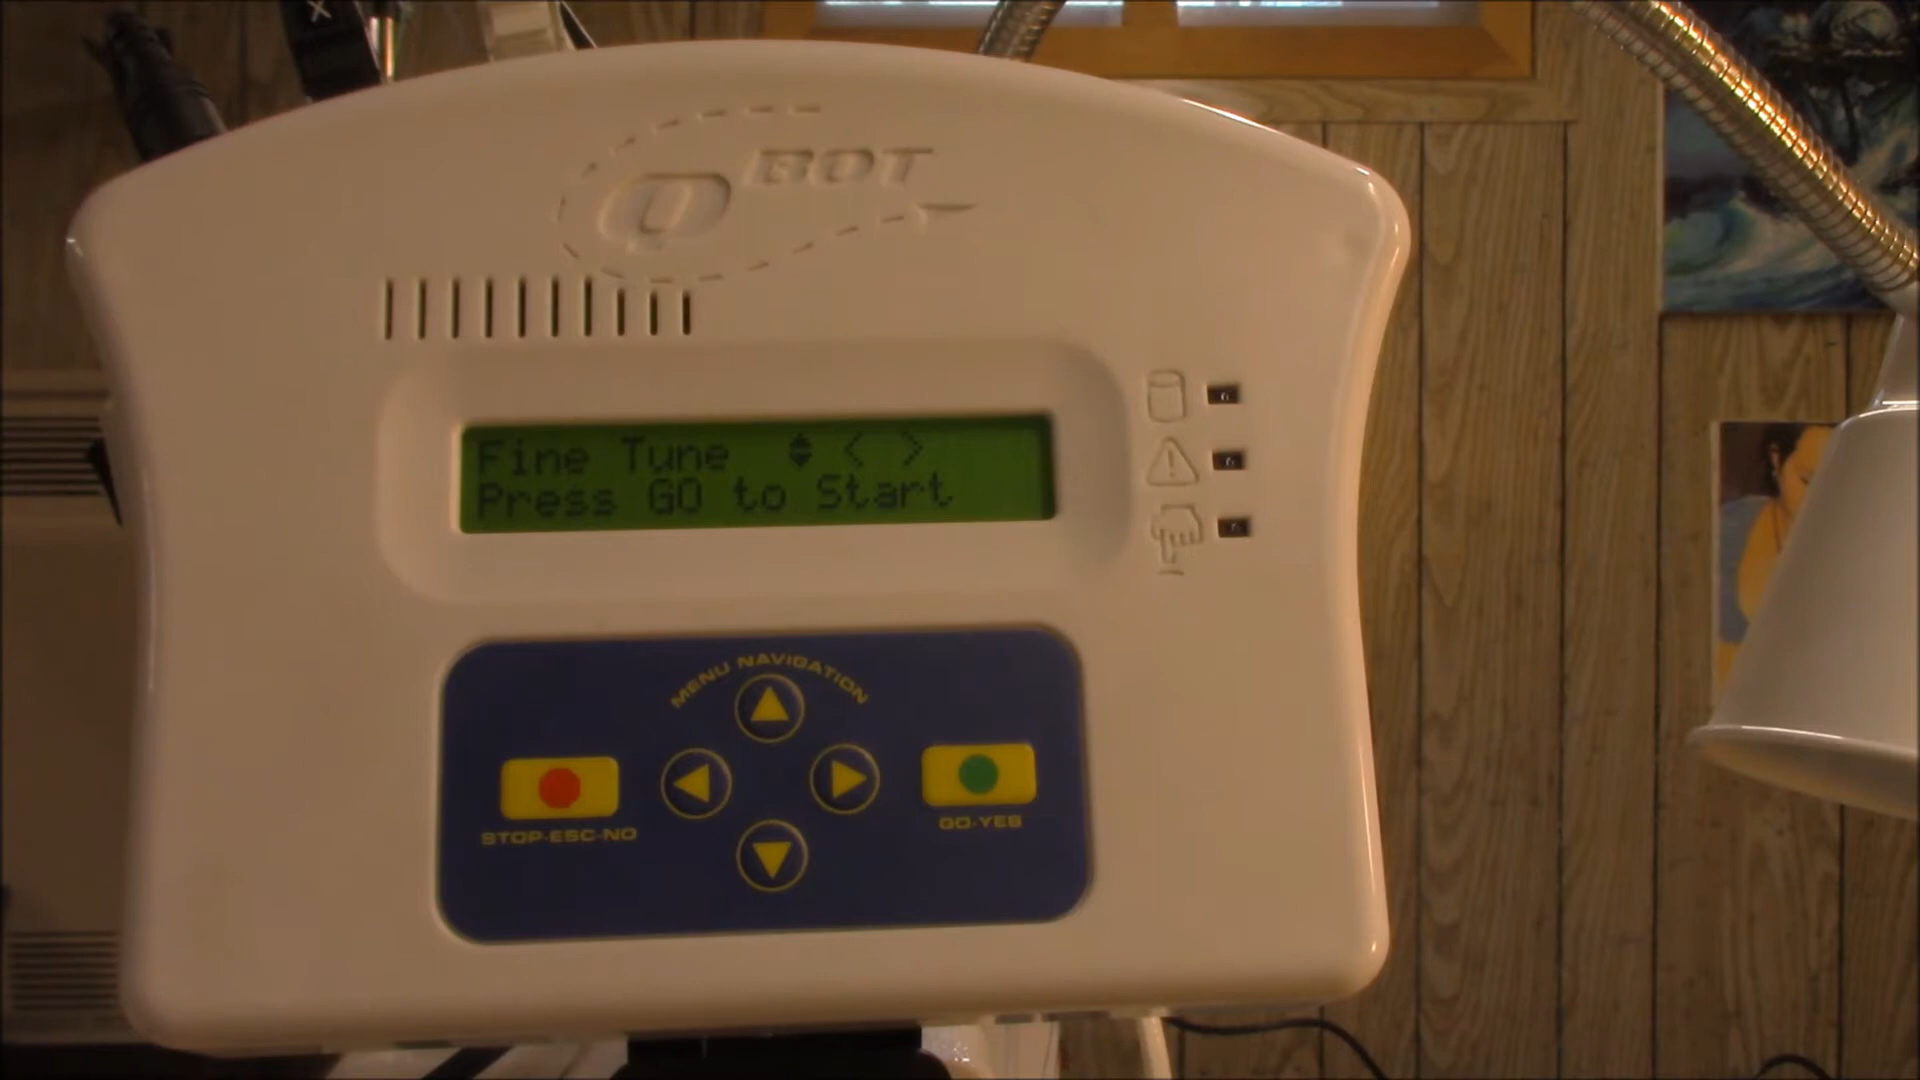 Q BOT
Fine Tune < >
Press GO to Start
MENU NAVIGATION
STOP-ESC-NO
GO-YES